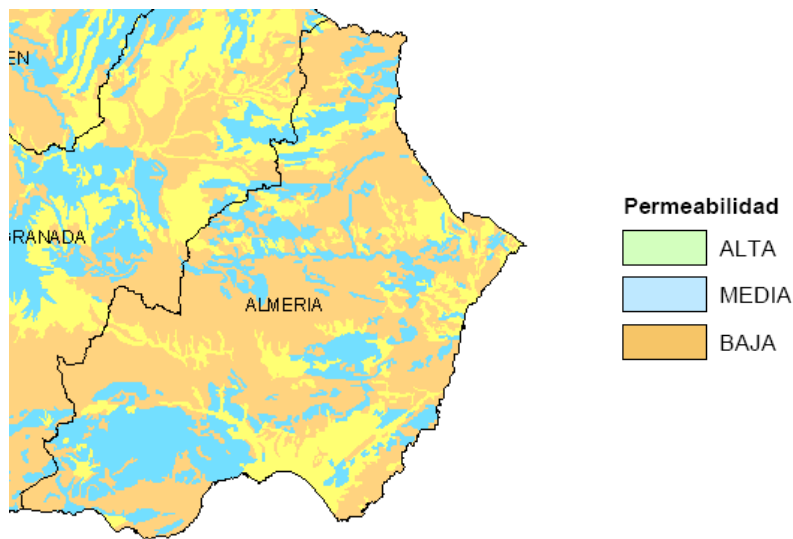 EN
GRANADA
ALMERIA
Permeabilidad
ALTA
MEDIA
BAJA